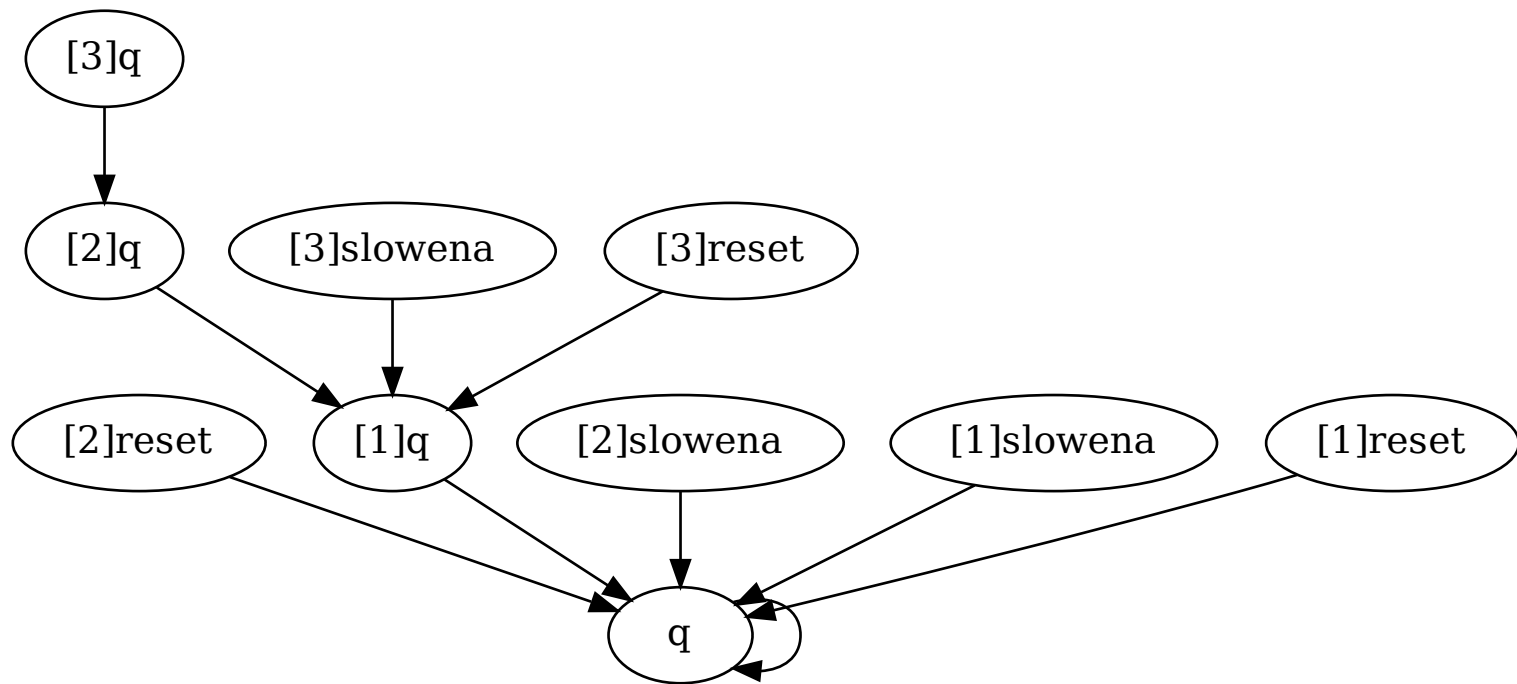 [3]q
[2]q
[3]slowena
[3]reset
[2]reset
[1]q
[2]slowena
[1]slowena
[1]reset
q